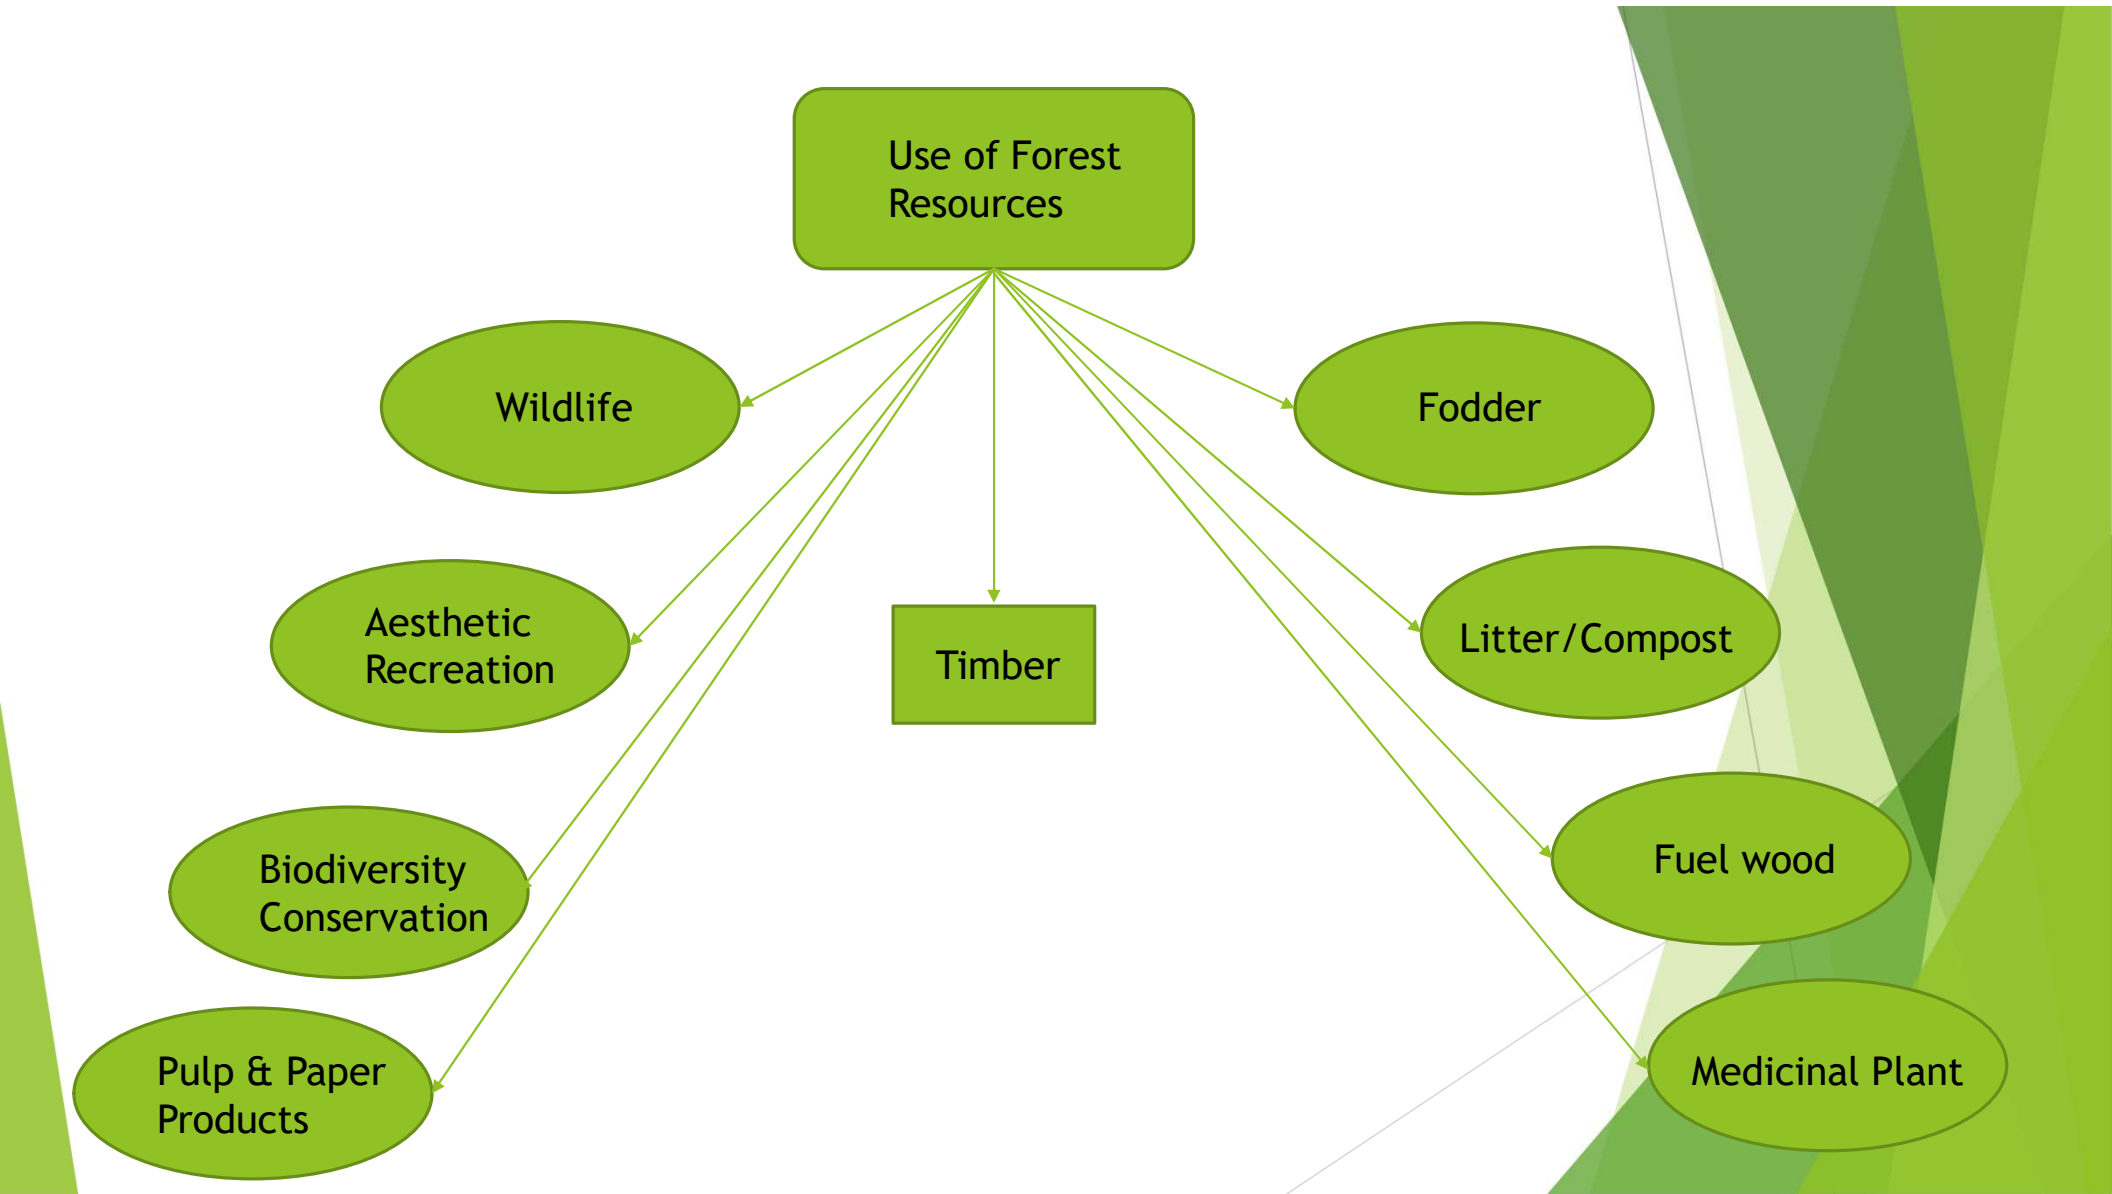 Use of Forest
Resources
Wildlife
Fodder
Aesthetic
Recreation
Timber
Litter/Compost
Biodiversity
Conservation
Fuel wood
Pulp & Paper
Products
Medicinal Plant